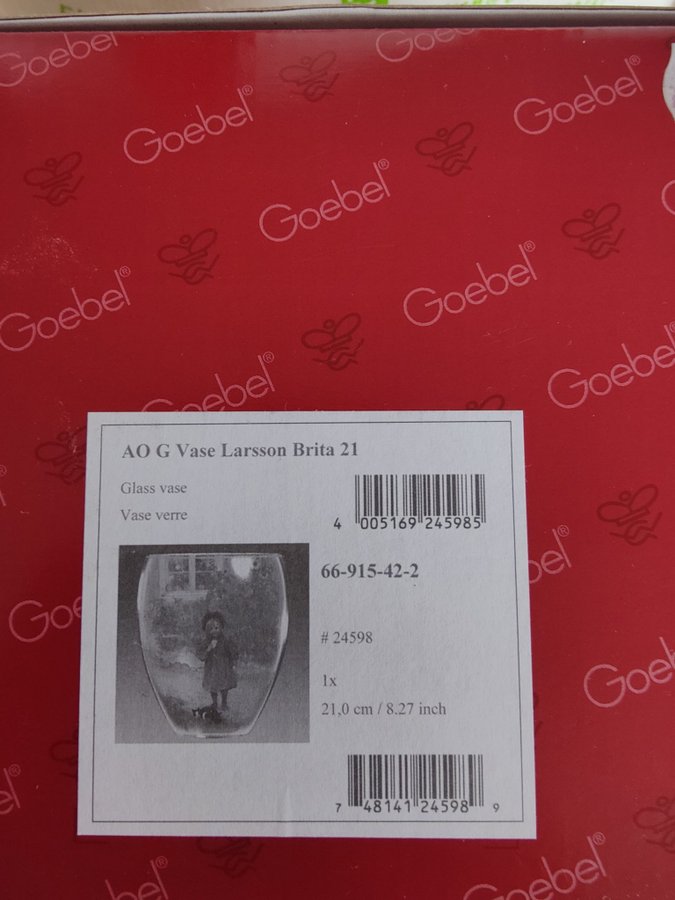 Goebel®
Goebel
Goebel®
Goebel®
Goebel®
Goebel®
Goebel®
Goebel®
Goebel®
AO G Vase Larsson Brita 21
Glass vase
Vase verre
4 005169 245985
66-915-42-2
# 24598
1x
21,0 cm / 8.27 inch
7 48141 24598 9
Goebel®
Goebel®